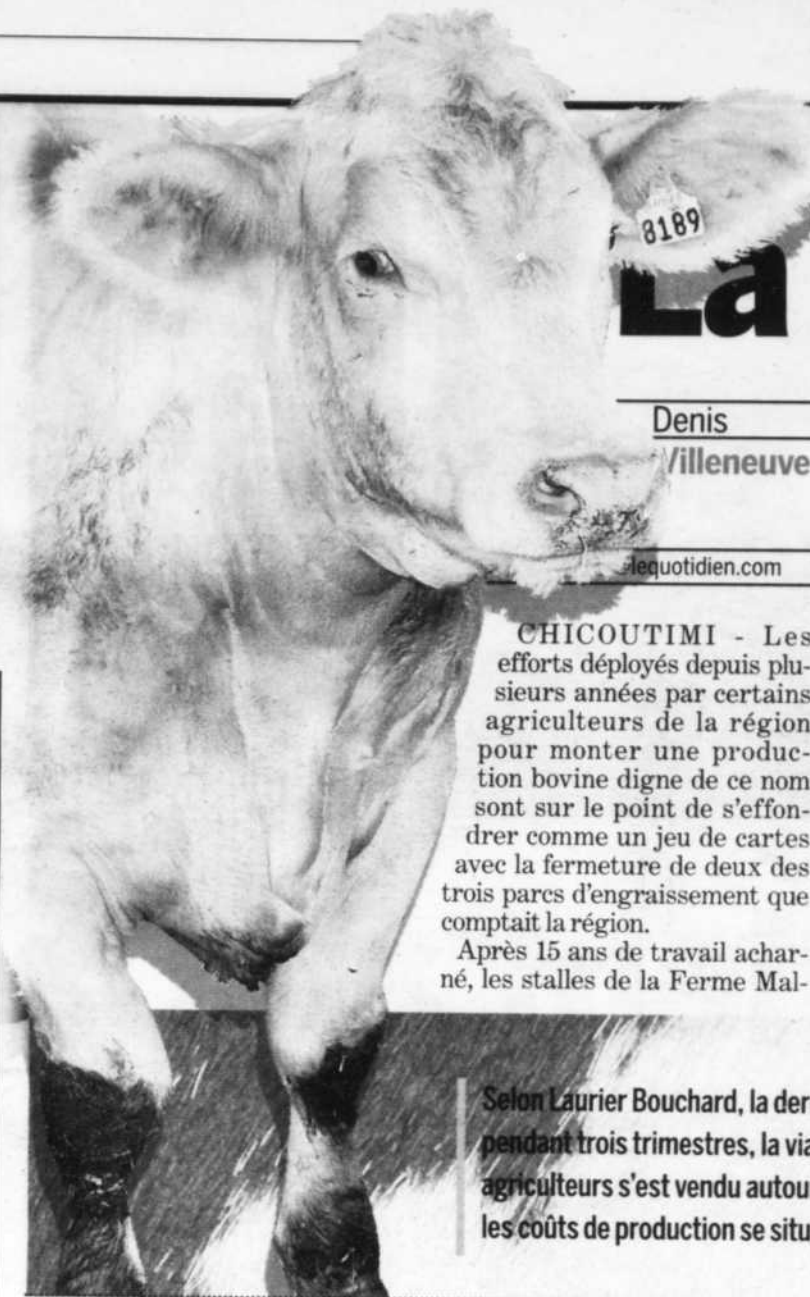 8189
La
Denis
Villeneuve
lequotidien.com
CHICOUTIMI - Les
efforts déployés depuis plu-
sieurs années par certains
agriculteurs de la région
pour monter une produc-
tion bovine digne de ce nom
sont sur le point de s'effon-
drer comme un jeu de cartes
avec la fermeture de deux des
trois parcs d'engraissement que
comptait la région.
Après 15 ans de travail achar-
né, les stalles de la Ferme Mal-
Selon Laurier Bouchard, la der
pendant trois trimestres, la via
agriculteurs s'est vendu autou
les coûts de production se situ